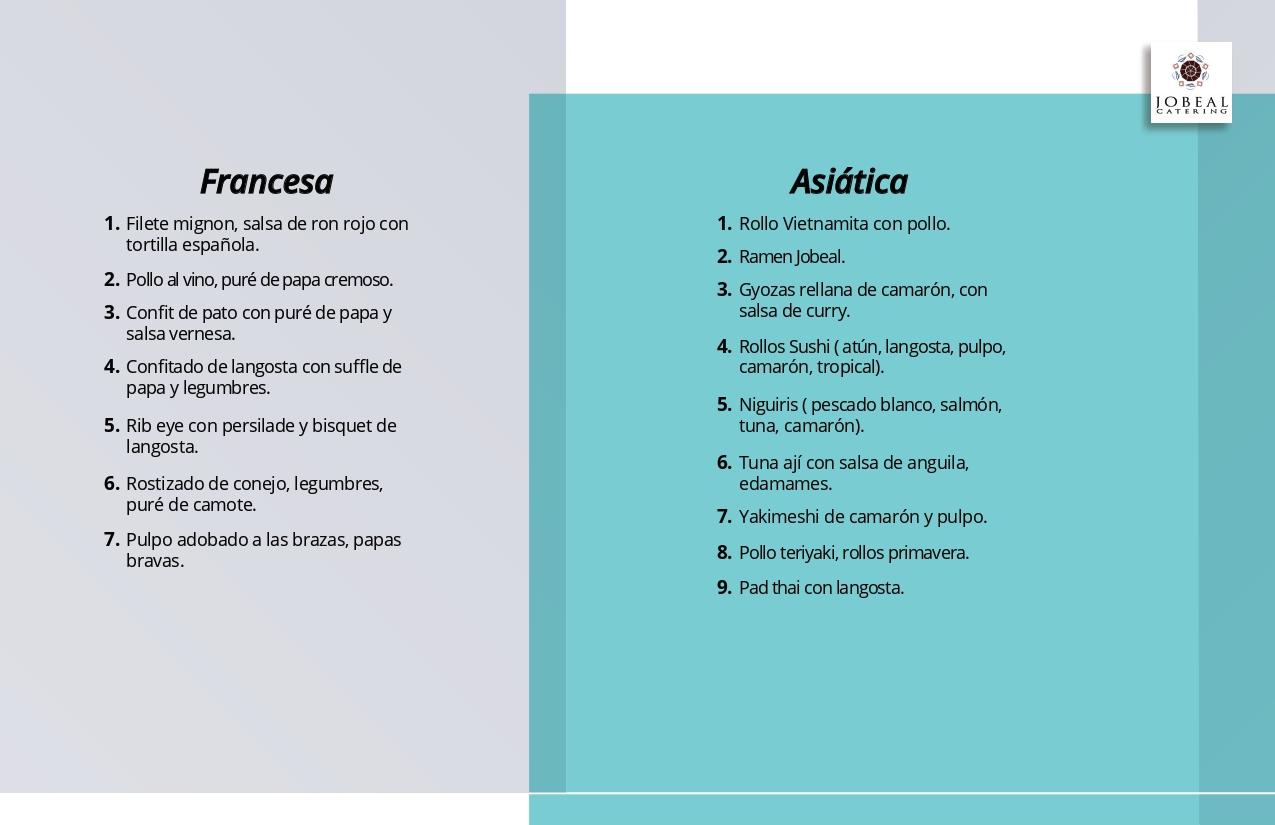 JOBEAL
CATERING
Francesa
1. Filete mignon, salsa de ron rojo con
tortilla española.
2. Pollo al vino, puré de papa cremoso.
3. Confit de pato con puré de papa y
salsa vernesa.
4. Confitado de langosta con suffle de
papa y legumbres.
5. Rib eye con persilade y bisquet de
langosta.
6. Rostizado de conejo, legumbres,
puré de camote.
7. Pulpo adobado a las brazas, papas
bravas.
Asiática
1. Rollo Vietnamita con pollo.
2. Ramen Jobeal.
3. Gyozas rellana de camarón, con
salsa de curry.
4. Rollos Sushi ( atún, langosta, pulpo,
camarón, tropical).
5. Niguiris ( pescado blanco, salmón,
tuna, camarón).
6. Tuna ají con salsa de anguila,
edamames.
7. Yakimeshi de camarón y pulpo.
8. Pollo teriyaki, rollos primavera.
9. Pad thai con langosta.